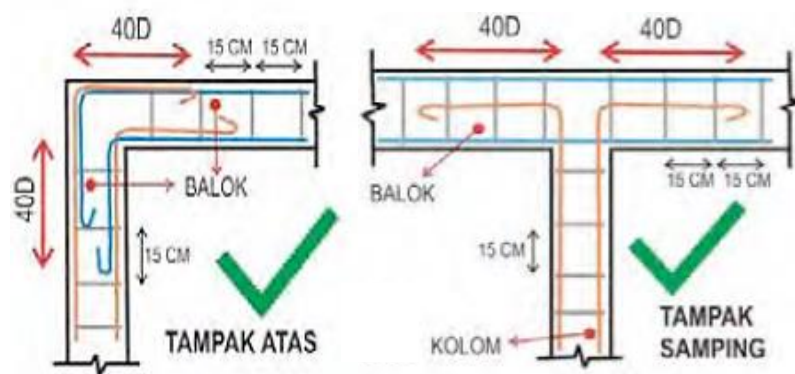 40D
15 CM 15 CM
40D
BALOK
15 CM
TAMPAK ATAS
40D
40D
BALOK
15 CM 15 CM
15 CM
KOLOM
TAMPAK
SAMPING